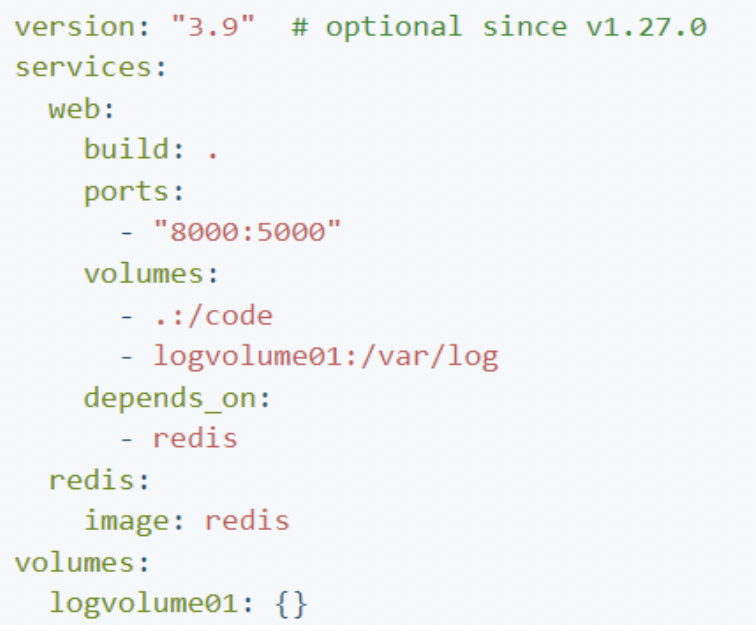 version: "3.9"  # optional since v1.27.0
services:
  web:
    build: .
    ports:
      - "8000:5000"
    volumes:
      - .:/code
      - logvolume01:/var/log
    depends_on:
      - redis
  redis:
    image: redis
volumes:
  logvolume01: {}